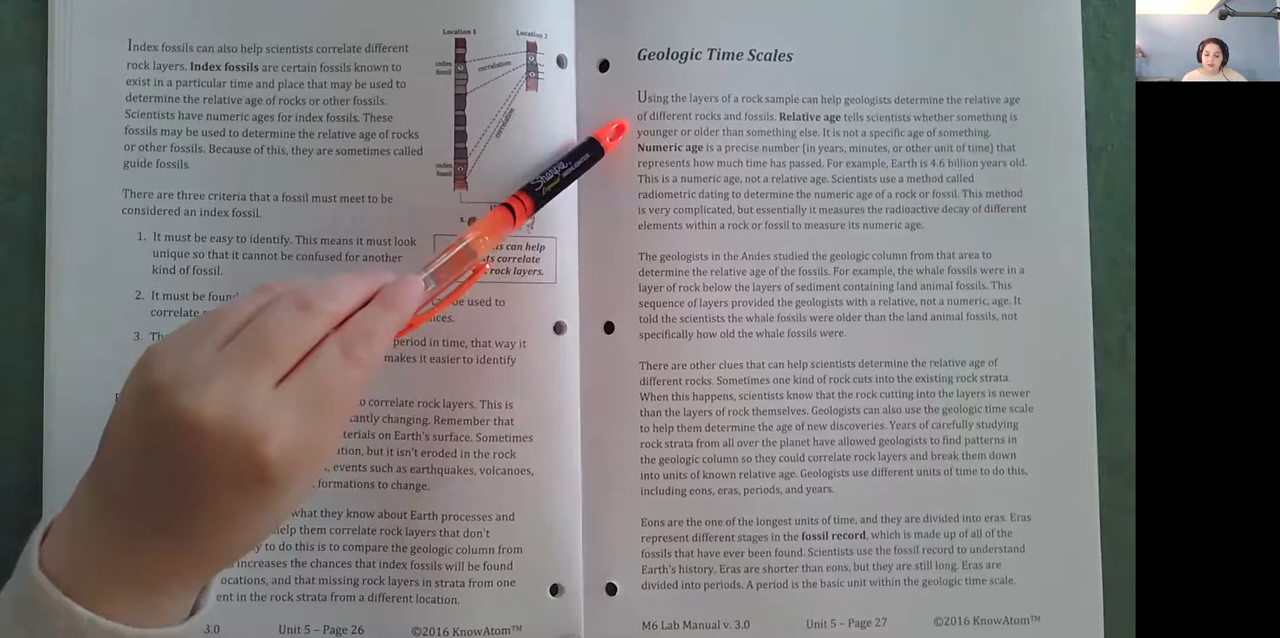 Index fossils can also help scientists correlate different
rock layers. Index fossils are certain fossils known to
exist in a particular time and place that may be used to
determine the relative age of rocks or other fossils.
Scientists have numeric ages for index fossils. These
fossils may be used to determine the relative age of rocks
or other fossils. Because of this, they are sometimes called
guide fossils.
There are three criteria that a fossil must meet to be
considered an index fossil.
1. It must be easy to identify. This means it must look
unique so that it cannot be confused for another
kind of fossil.
2. It must be
be used to
correlate
3.
period in time, that way it
makes it easier to identify
o correlate rock layers. This is
antly changing. Remember that
terials on Earth's surface. Sometimes
ition, but it isn't eroded in the rock
, events such as earthquakes, volcanoes,
formations to change.
what they know about Earth processes and
help them correlate rock layers that don't
y to do this is to compare the geologic column from
increases the chances that index fossils will be found
ocations, and that missing rock layers in strata from one
ent in the rock strata from a different location.
3.0 Unit 5 – Page 26 ©2016 KnowAtom™
Location 1
Location 2
index
fossil
correlation
correlation
index
fossil
can help
correlate
rock layers.
Sharpie
Geologic Time Scales
Using the layers of a rock sample can help geologists determine the relative age
of different rocks and fossils. Relative age tells scientists whether something is
younger or older than something else. It is not a specific age of something.
Numeric age is a precise number (in years, minutes, or other unit of time) that
represents how much time has passed. For example, Earth is 4.6 billion years old.
This is a numeric age, not a relative age. Scientists use a method called
radiometric dating to determine the numeric age of a rock or fossil. This method
is very complicated, but essentially it measures the radioactive decay of different
elements within a rock or fossil to measure its numeric age.
The geologists in the Andes studied the geologic column from that area to
determine the relative age of the fossils. For example, the whale fossils were in a
layer of rock below the layers of sediment containing land animal fossils. This
sequence of layers provided the geologists with a relative, not a numeric, age. It
told the scientists the whale fossils were older than the land animal fossils, not
specifically how old the whale fossils were.
There are other clues that can help scientists determine the relative age of
different rocks. Sometimes one kind of rock cuts into the existing rock strata.
When this happens, scientists know that the rock cutting into the layers is newer
than the layers of rock themselves. Geologists can also use the geologic time scale
to help them determine the age of new discoveries. Years of carefully studying
rock strata from all over the planet have allowed geologists to find patterns in
the geologic column so they could correlate rock layers and break them down
into units of known relative age. Geologists use different units of time to do this,
including eons, eras, periods, and years.
Eons are the one of the longest units of time, and they are divided into eras. Eras
represent different stages in the fossil record, which is made up of all of the
fossils that have ever been found. Scientists use the fossil record to understand
Earth's history. Eras are shorter than eons, but they are still long. Eras are
divided into periods. A period is the basic unit within the geologic time scale.
M6 Lab Manual v. 3.0 Unit 5 – Page 27 ©2016 KnowAtom™